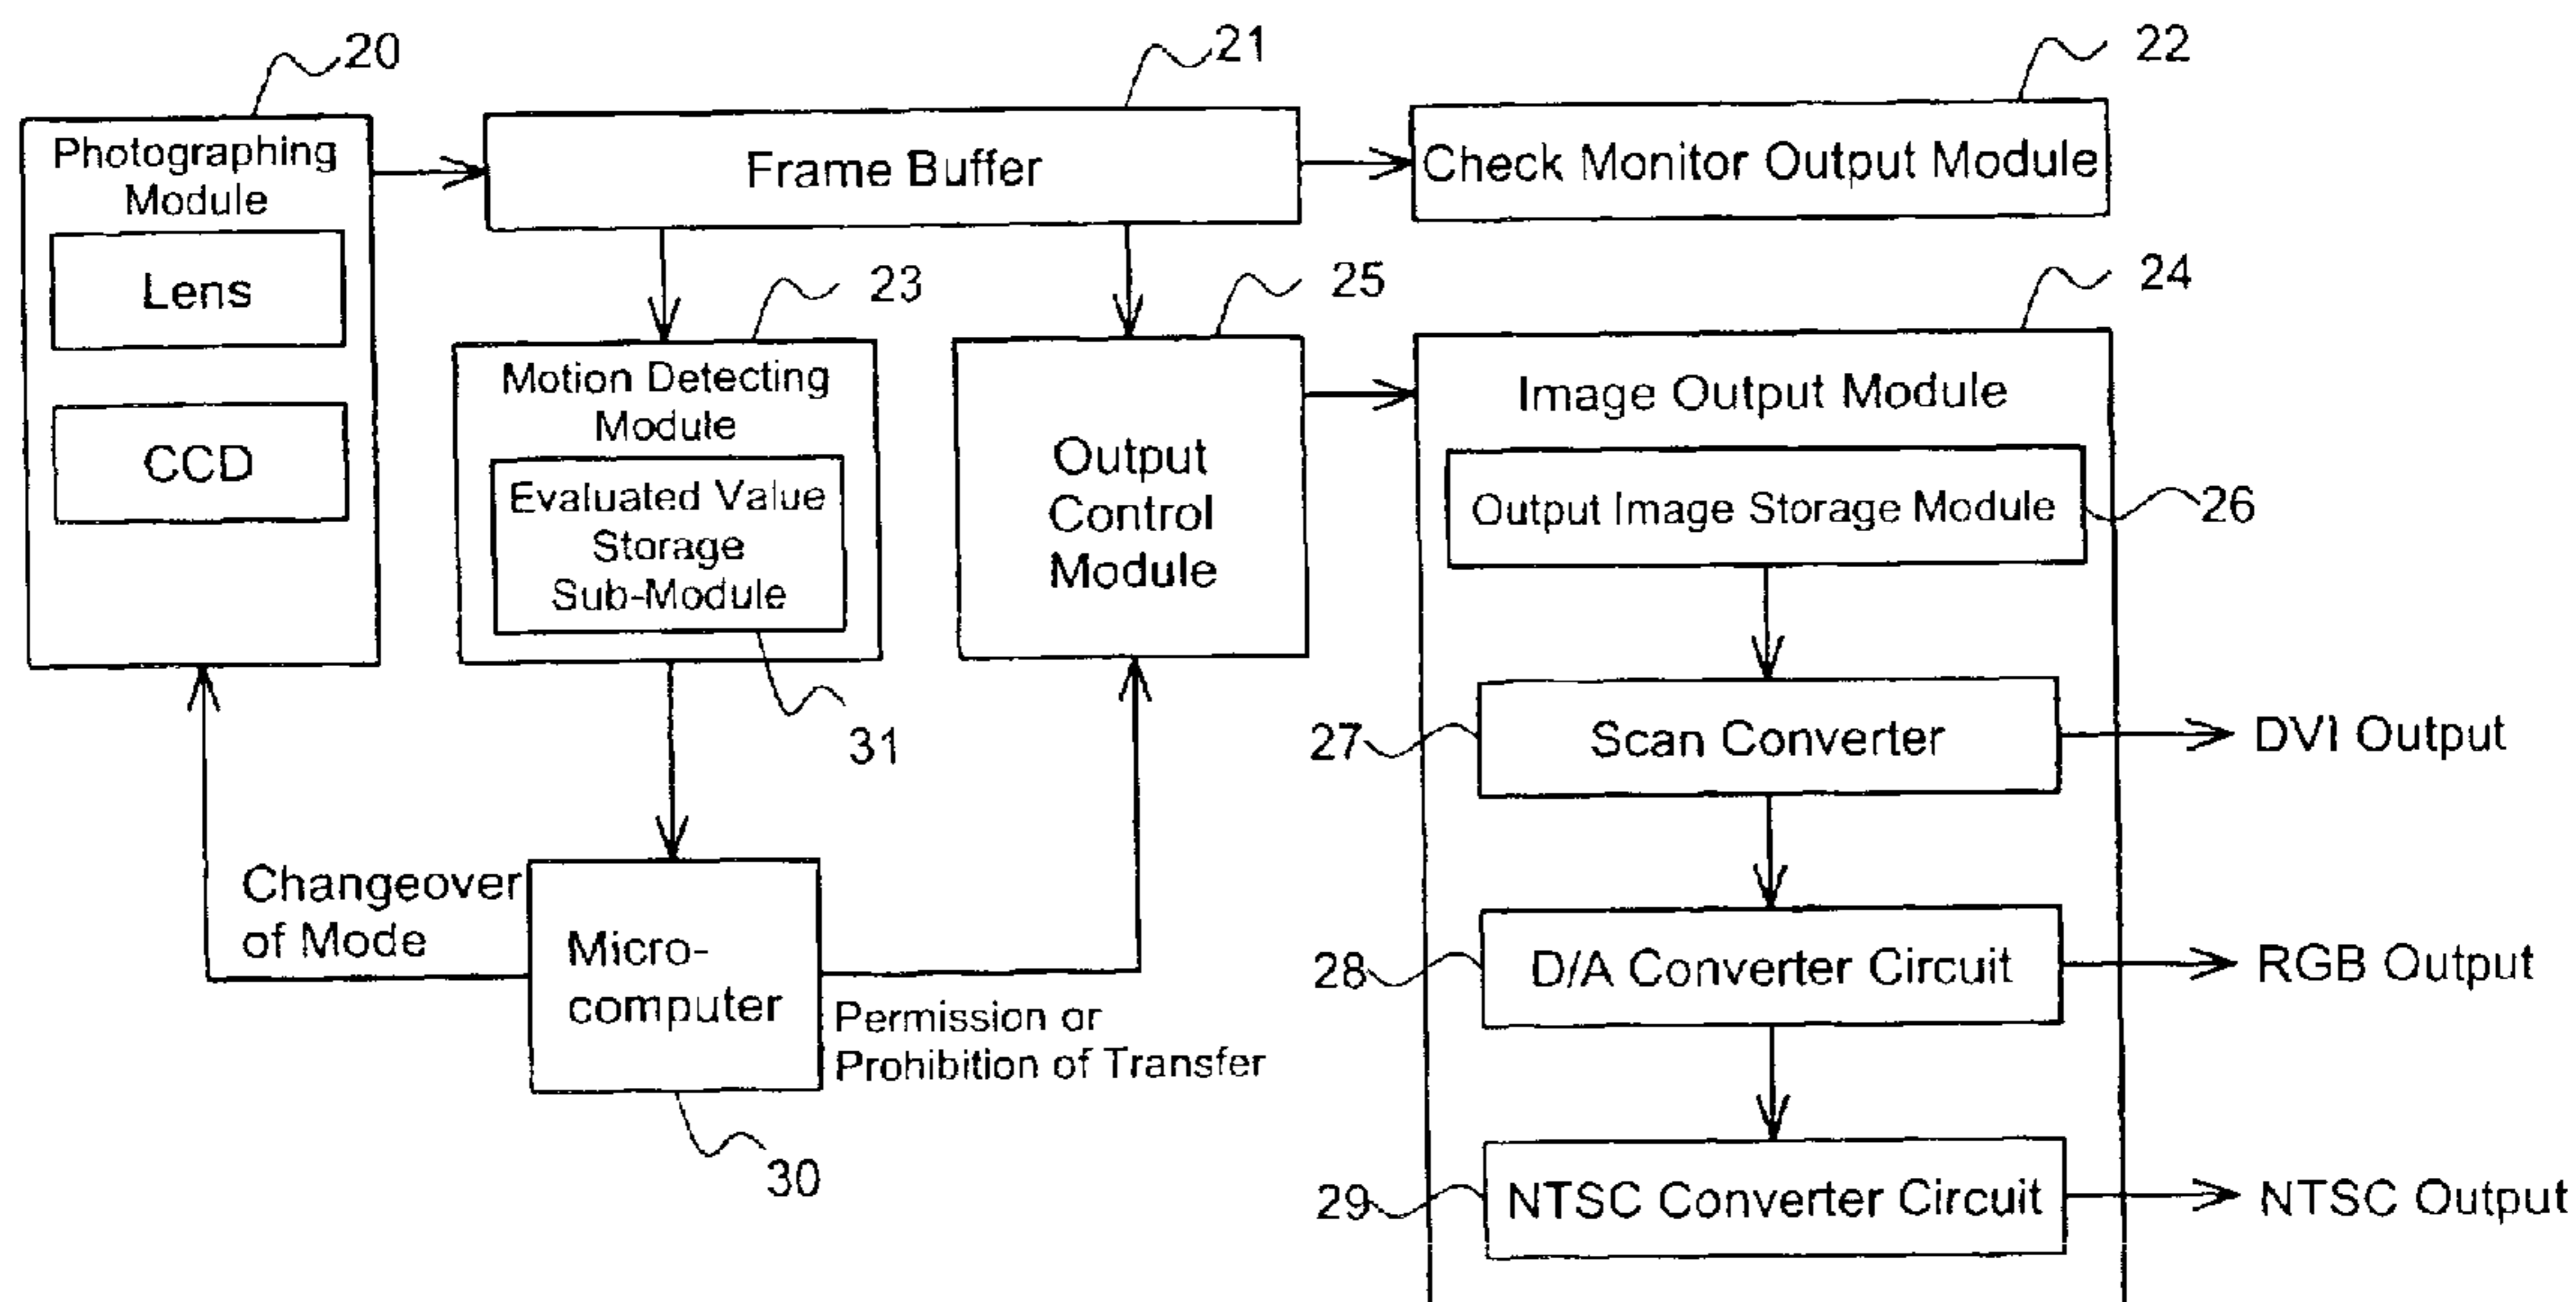 20
21
22
Photographing
Module
Lens
CCD
Frame Buffer
Check Monitor Output Module
23
25
24
Motion Detecting
Module
Evaluated Value
Storage
Sub-Module
31
Output
Control
Module
Image Output Module
Output Image Storage Module
26
27
Scan Converter
DVI Output
Changeover
of Mode
Micro-
computer
Permission or
Prohibition of Transfer
30
28
D/A Converter Circuit
RGB Output
29
NTSC Converter Circuit
NTSC Output